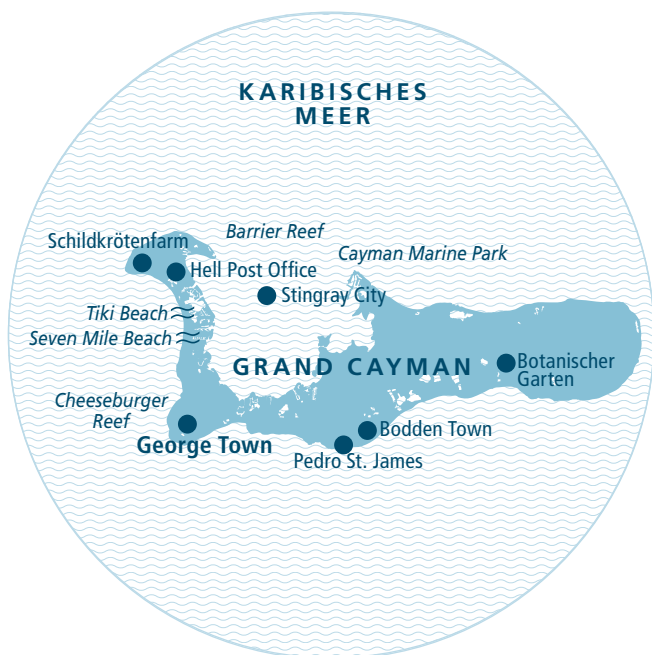 KARIBISCHES
MEER
Barrier Reef
Schildkrötenfarm
Cayman Marine Park
Hell Post Office
Stingray City
Tiki Beach
Seven Mile Beach
GRAND CAYMAN
Botanischer
Garten
Cheeseburger
Reef
George Town
Bodden Town
Pedro St. James